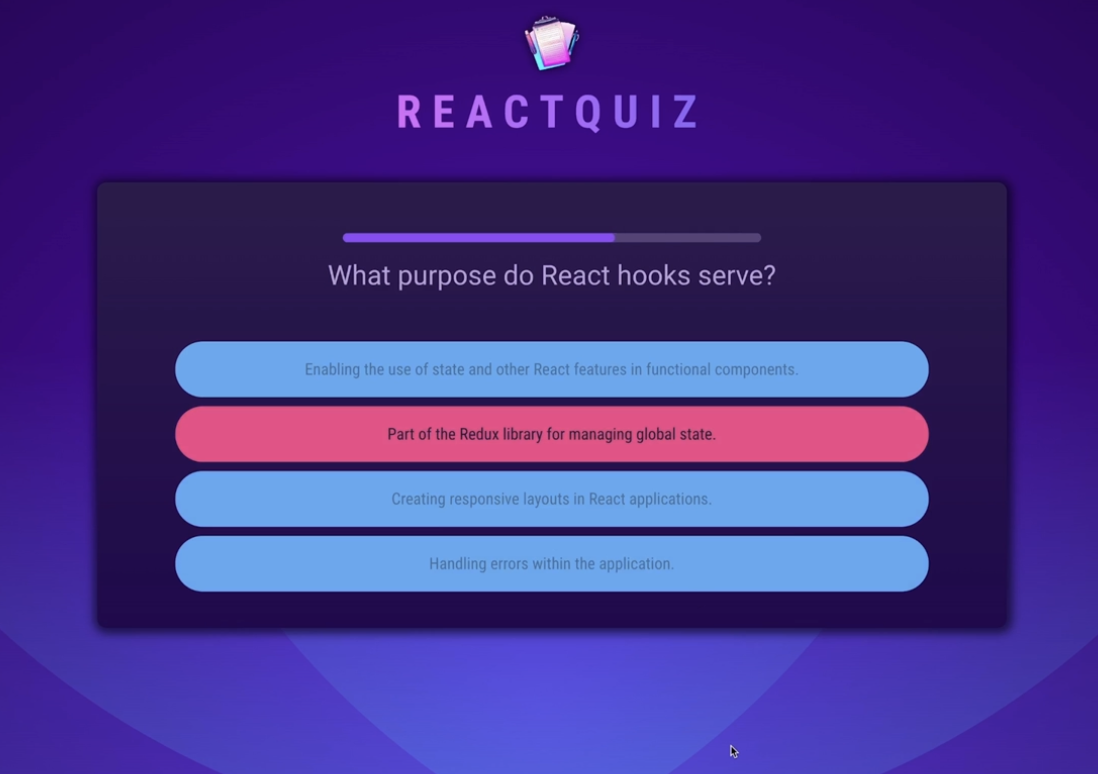 REACTQUIZ
What purpose do React hooks serve?
Enabling the use of state and other React features in functional components.
Part of the Redux library for managing global state.
Creating responsive layouts in React applications.
Handling errors within the application.